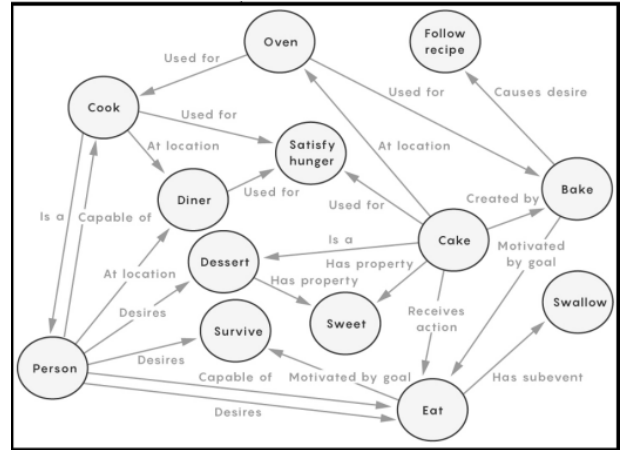 Oven
Follow
recipe
Used for
Used for
Causes desire
Cook
Used for
At location
Satisfy
hunger
At location
Bake
Is a
Capable of
Diner
Used for
Used for
Created by
Cake
Is a
Motivated
by goal
At location
Dessert
Has property
Has property
Desires
Swallow
Receives
action
Survive
Sweet
Desires
Person
Capable of
Motivated by goal
Has subevent
Desires
Eat